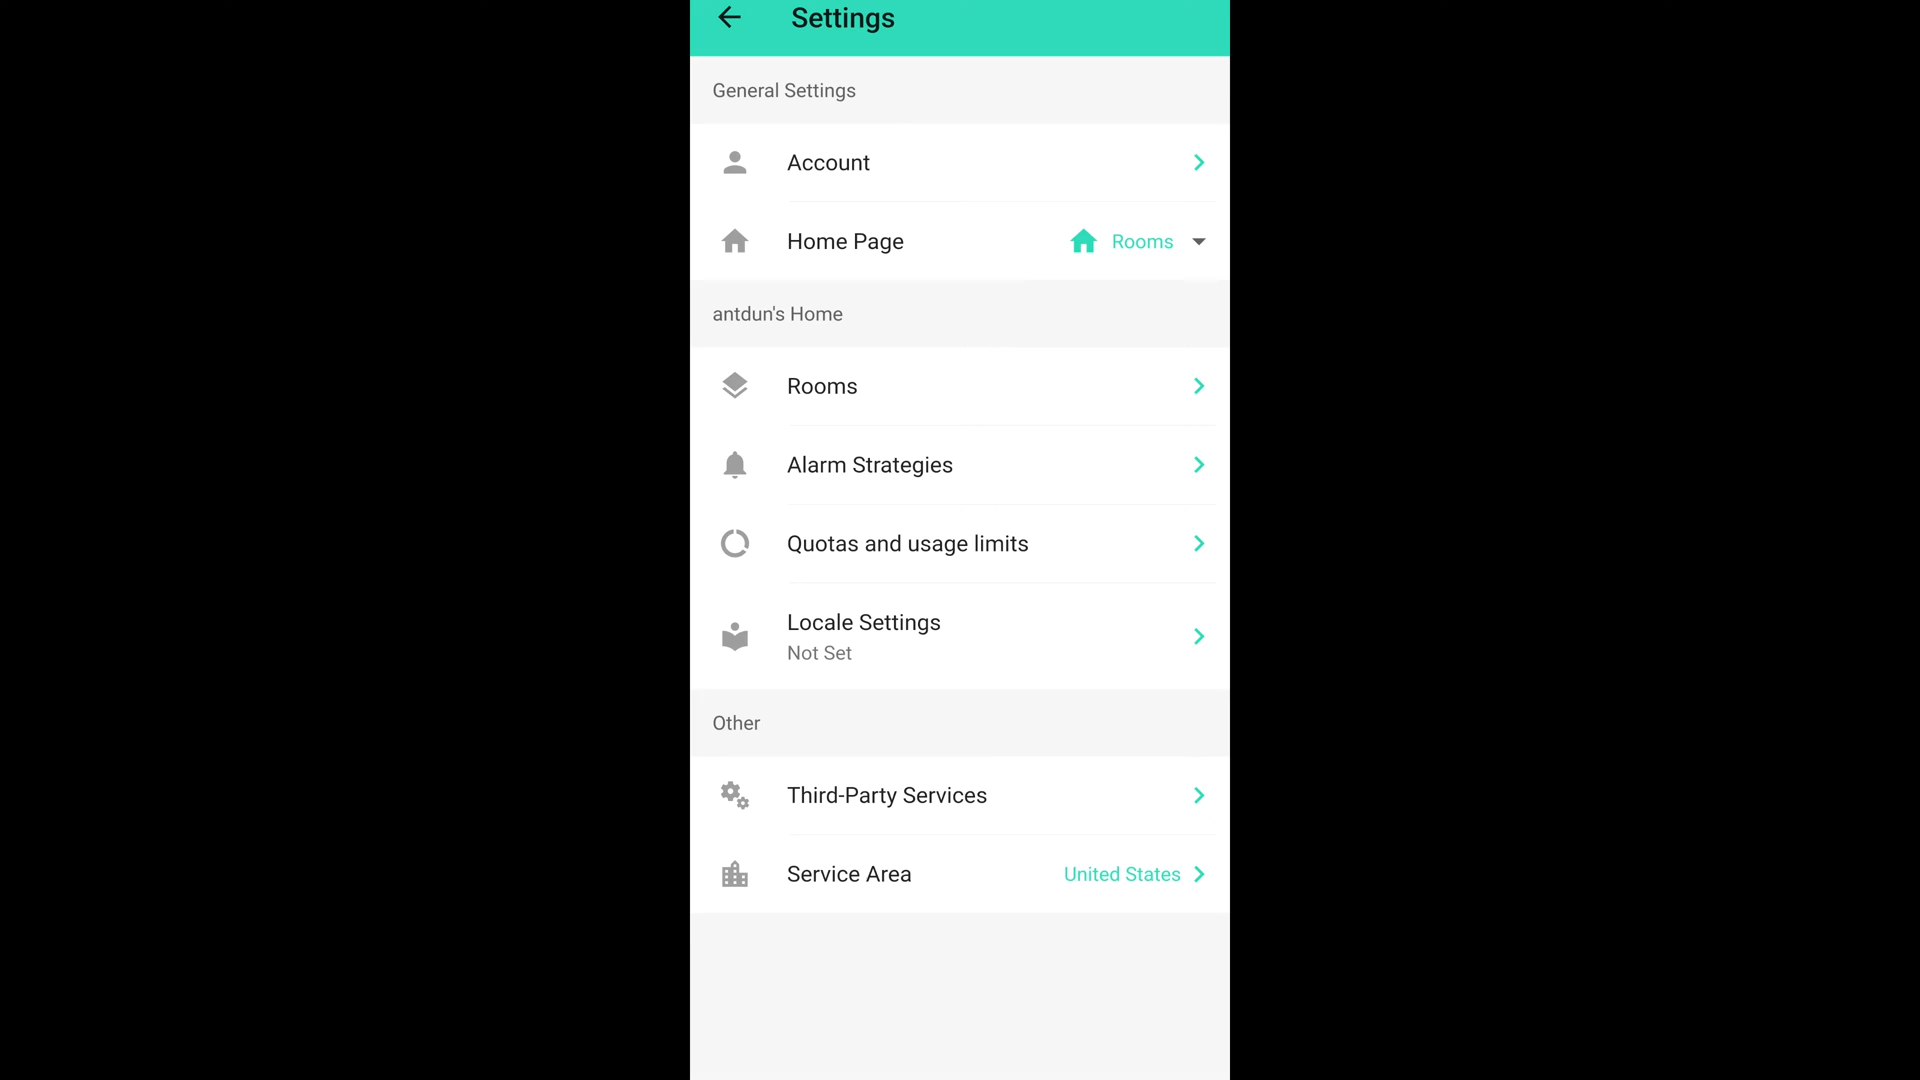 Settings
General Settings
Account
Home Page Rooms
antdun's Home
Rooms
Alarm Strategies
Quotas and usage limits
Locale Settings
Not Set
Other
Third-Party Services
Service Area United States